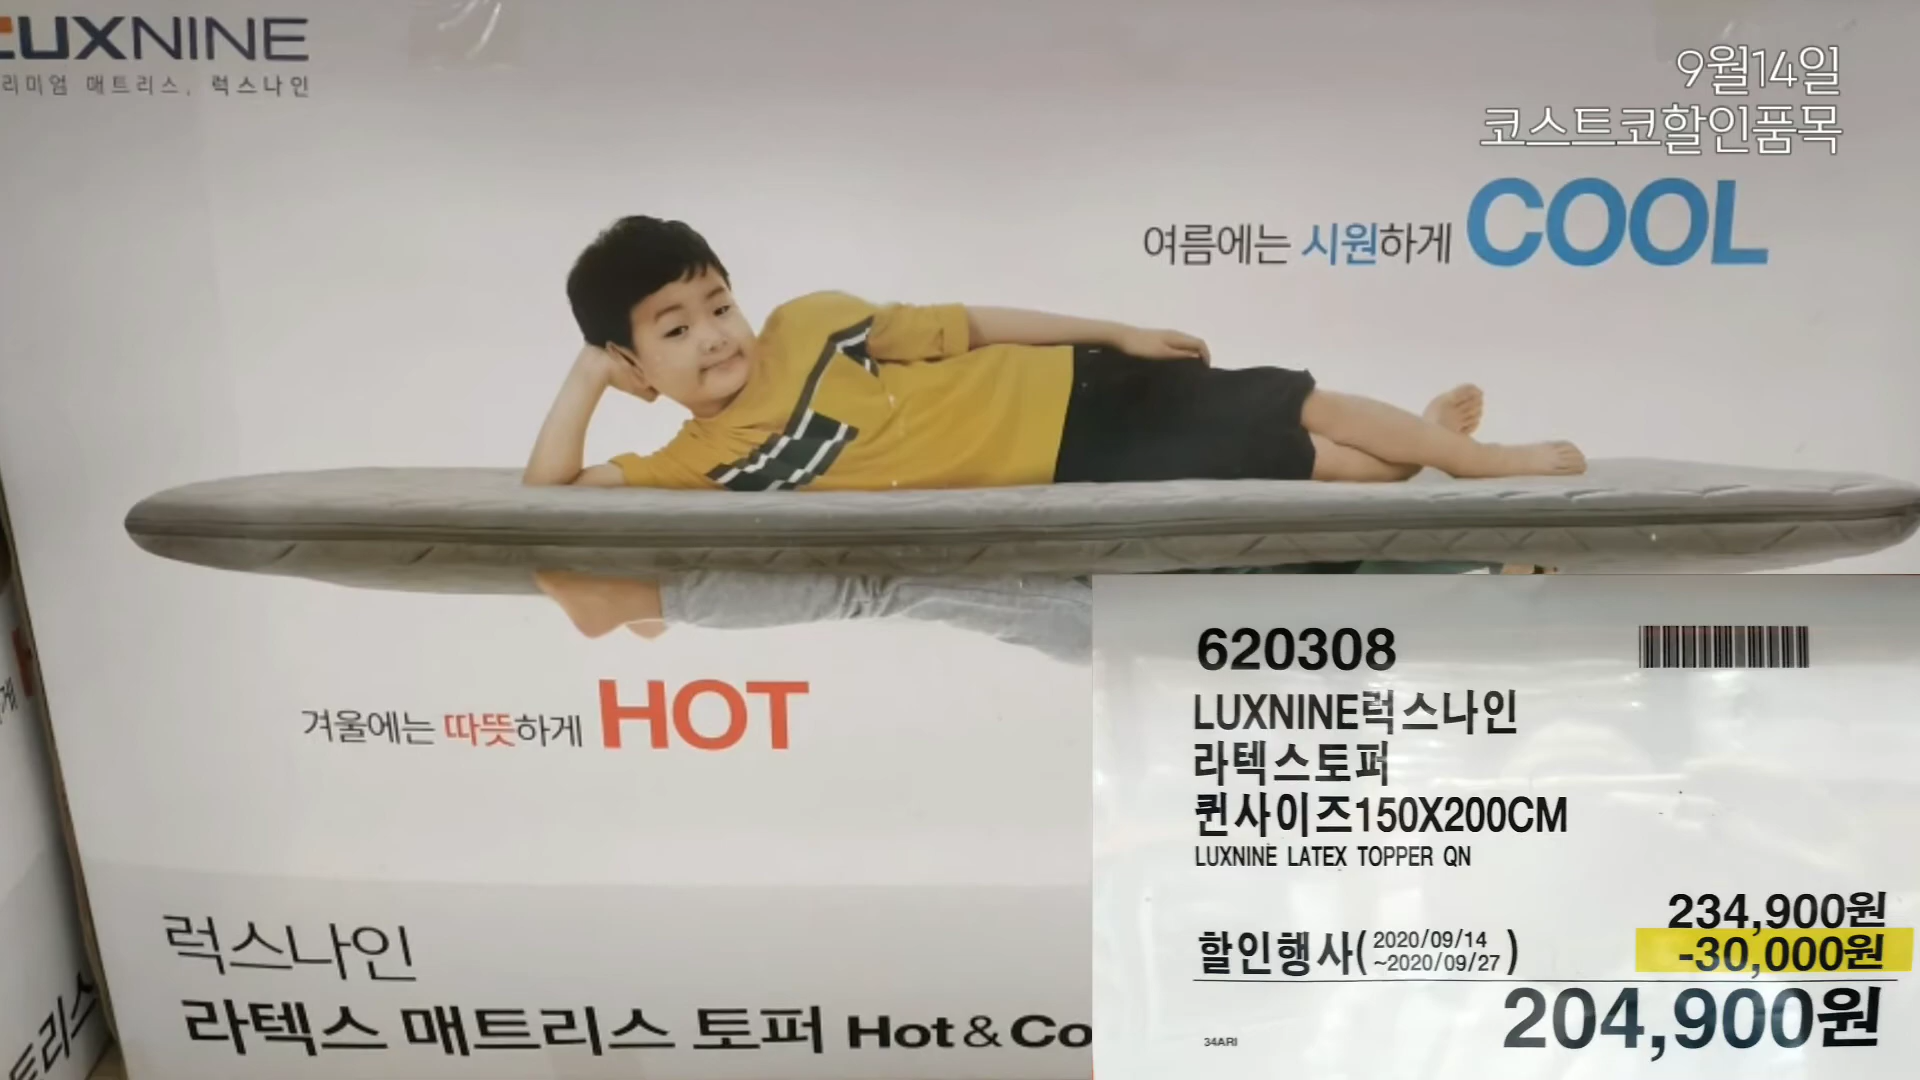 LUXNINE
리미엄 매트리스, 럭스나인
9월14일
코스트코할인품목
여름에는 시원하게 COOL
겨울에는 따뜻하게 HOT
럭스나인
라텍스 매트리스 토퍼 Hot&Co
트리스
620308
LUXNINE럭스나인
라텍스토퍼
퀸사이즈150X200CM
LUXNINE LATEX TOPPER QN
234,900원
할인행사( 2020/09/14
~2020/09/27 ) -30,000원
204,900원
34ARI